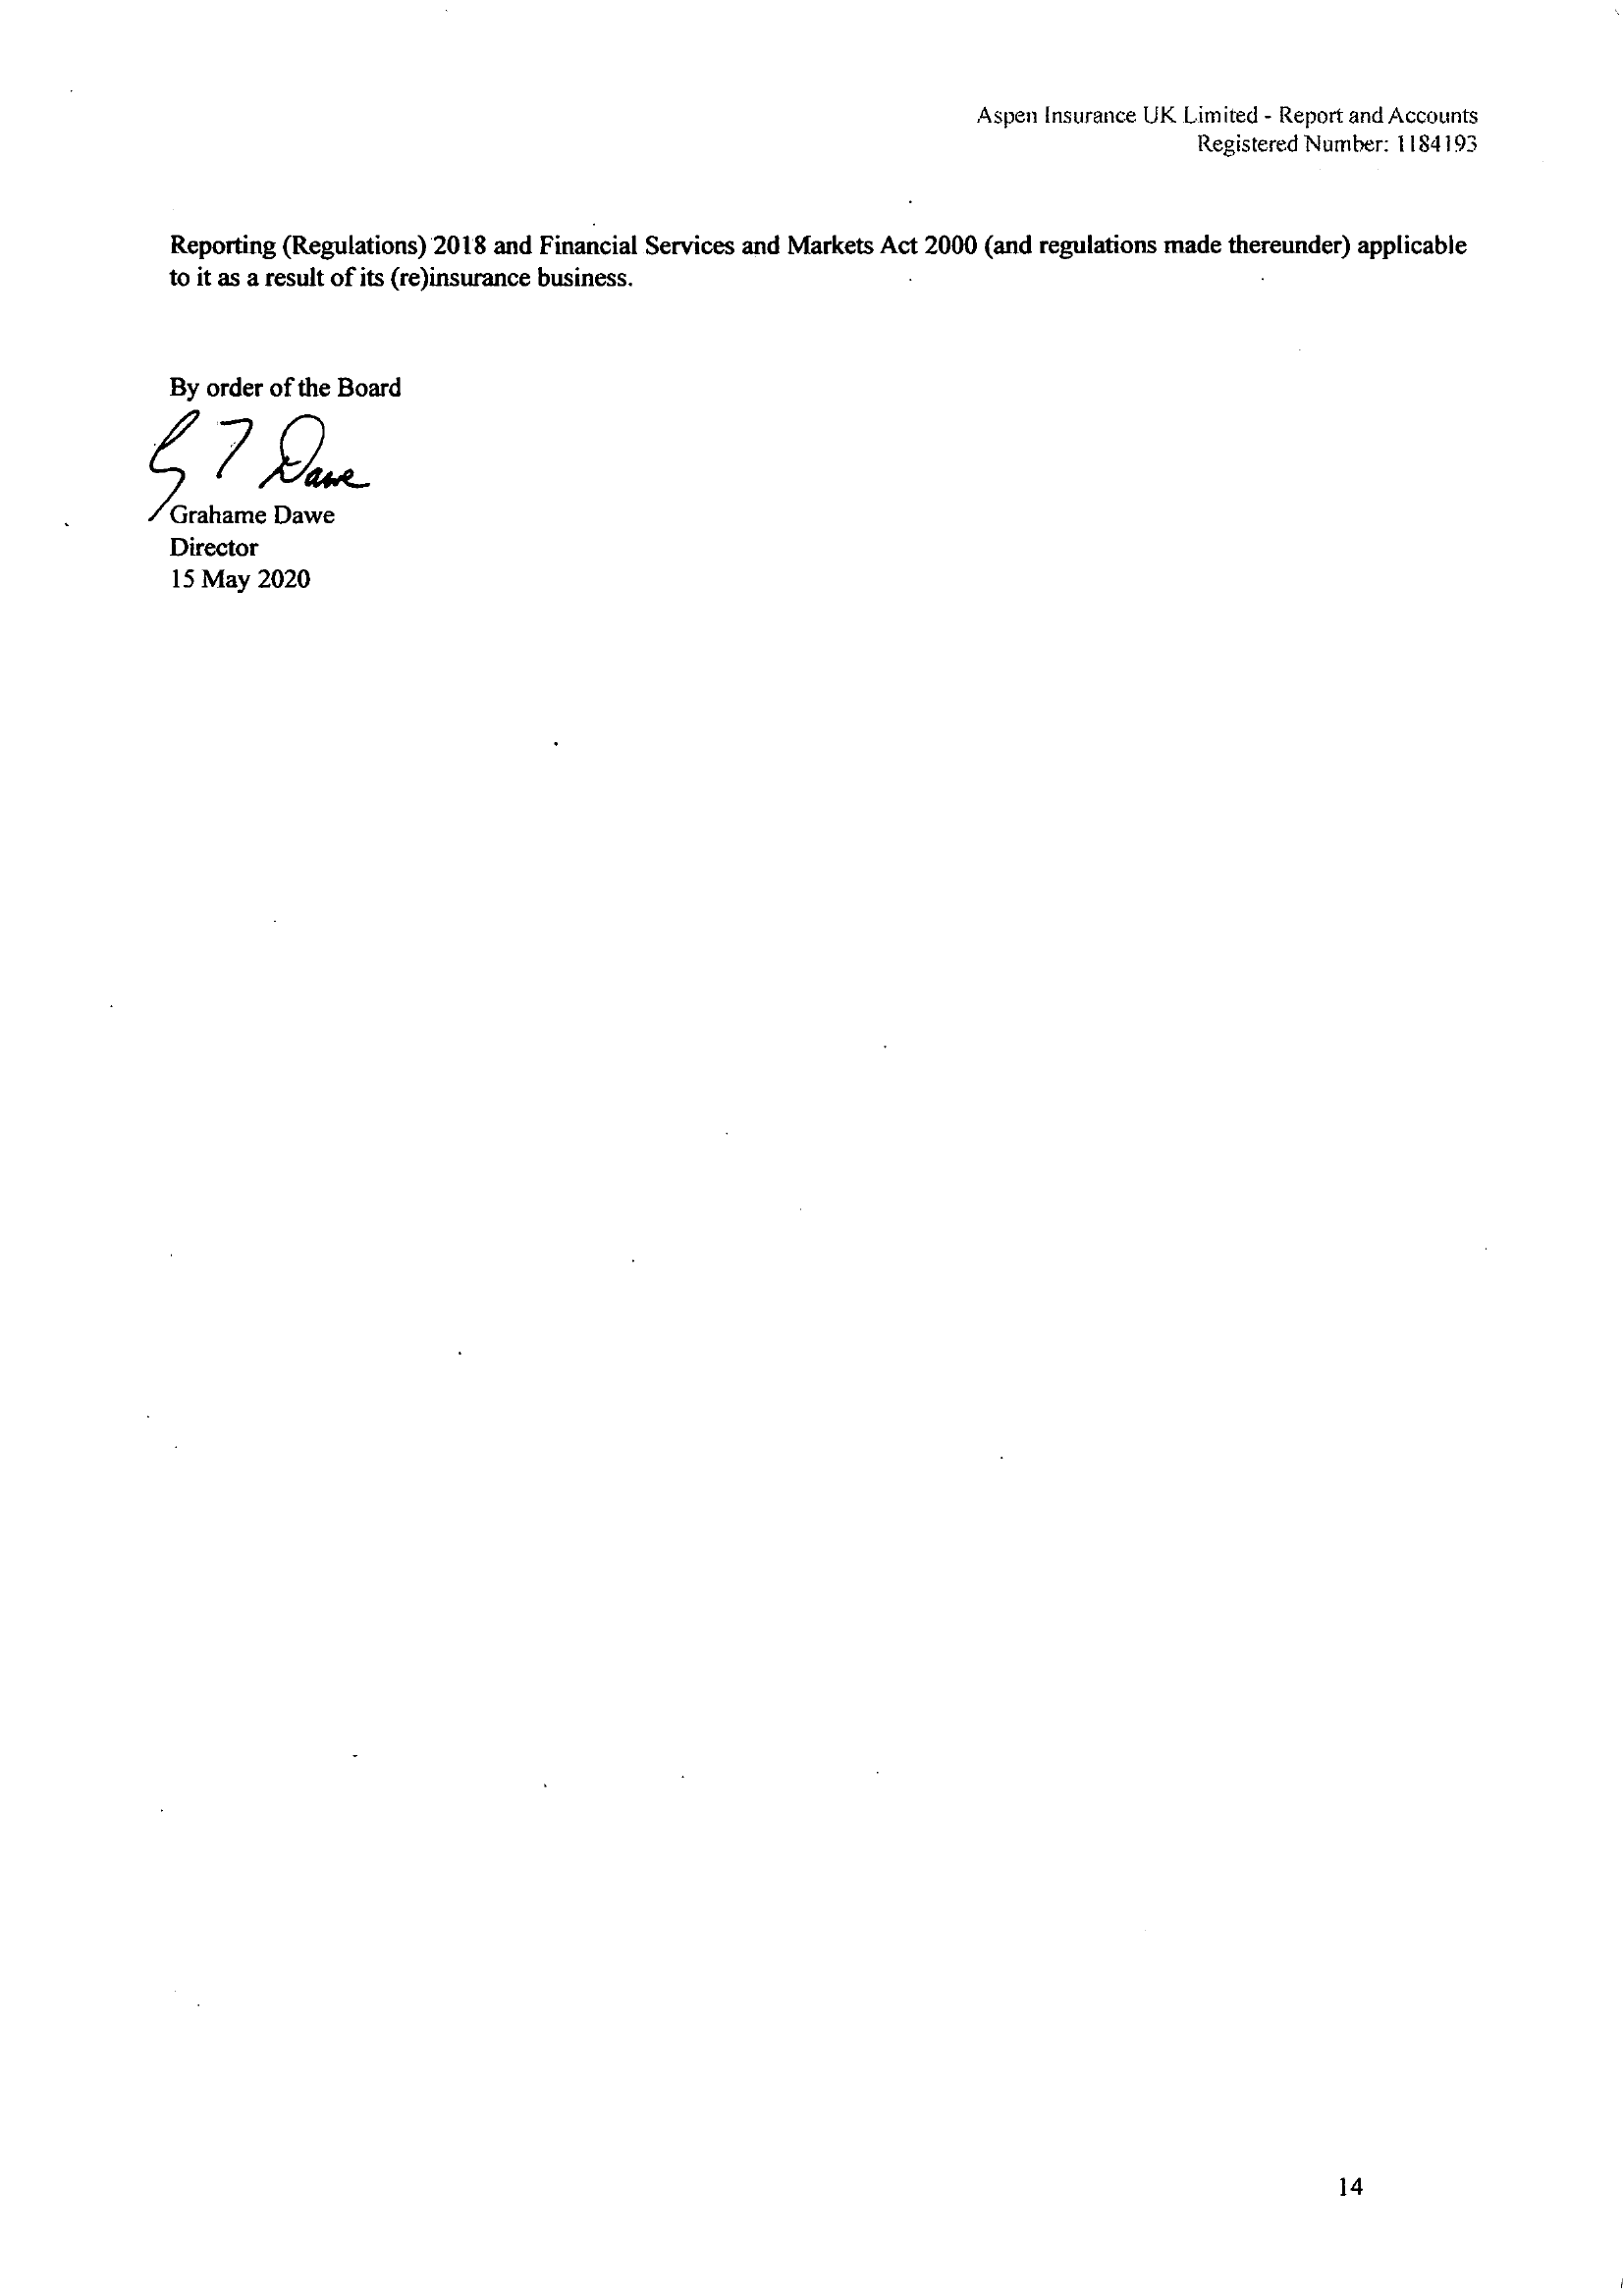 Aspen Insurance UK Limited - Report and Accounts
Registered Number: 1184193
Reporting (Regulations) 2018 and Financial Services and Markets Act 2000 (and regulations made thereunder) applicable
to it as a result of its (re)insurance business.
By order of the Board
G T Dawe
Grahame Dawe
Director
15 May 2020
14